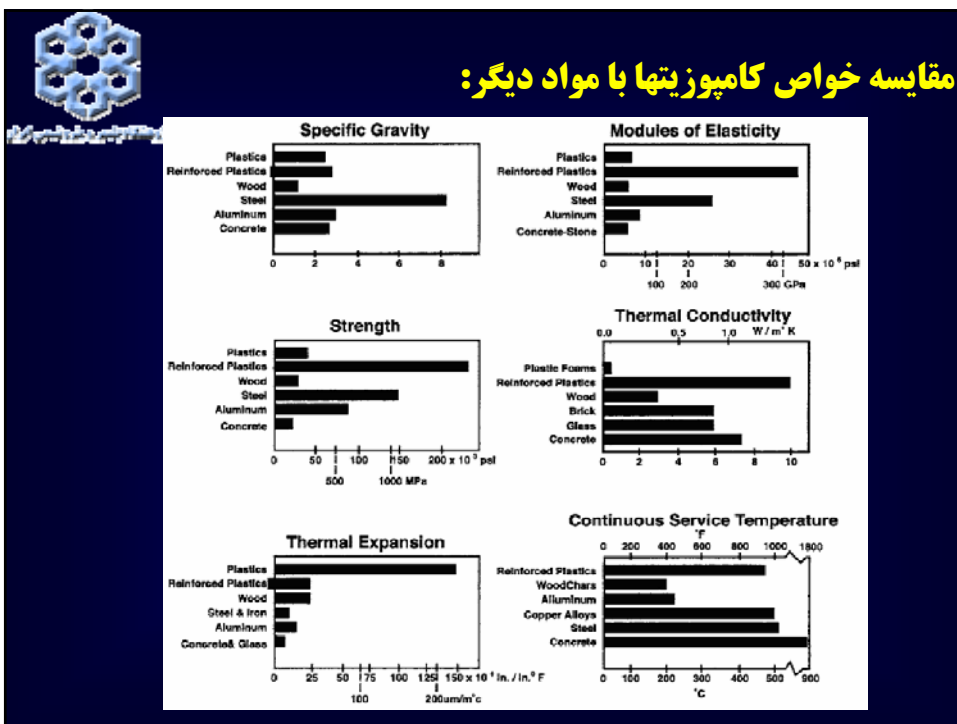 مقایسه خواص کامپوزیتها با مواد دیگر:
Specific Gravity
Plastics
Reinforced Plastics
Wood
Steel
Aluminum
Concrete
0 2 4 6 8
Modules of Elasticity
Plastics
Reinforced Plastics
Wood
Steel
Aluminum
Concrete-Stone
0 10 20 30 40 50 x 10⁶ psi
100 200 300 GPa
Strength
Plastics
Reinforced Plastics
Wood
Steel
Aluminum
Concrete
0 50 100 150 200 x 10³ psi
500 1000 MPa
Thermal Conductivity
0.0 0.5 1.0 W / m° K
Plastic Foams
Reinforced Plastics
Wood
Brick
Glass
Concrete
0 2 4 6 8 10
Thermal Expansion
Plastics
Reinforced Plastics
Wood
Steel & Iron
Aluminum
Concrete& Glass
0 25 50 75 100 125 150 x 10 in. / in.° F
100 200um/m°c
Continuous Service Temperature
°F
0 200 400 600 800 1000 1800
Reinforced Plastics
WoodChars
Alluminum
Copper Alloys
Steel
Concrete
0 100 200 300 400 500 900
°C